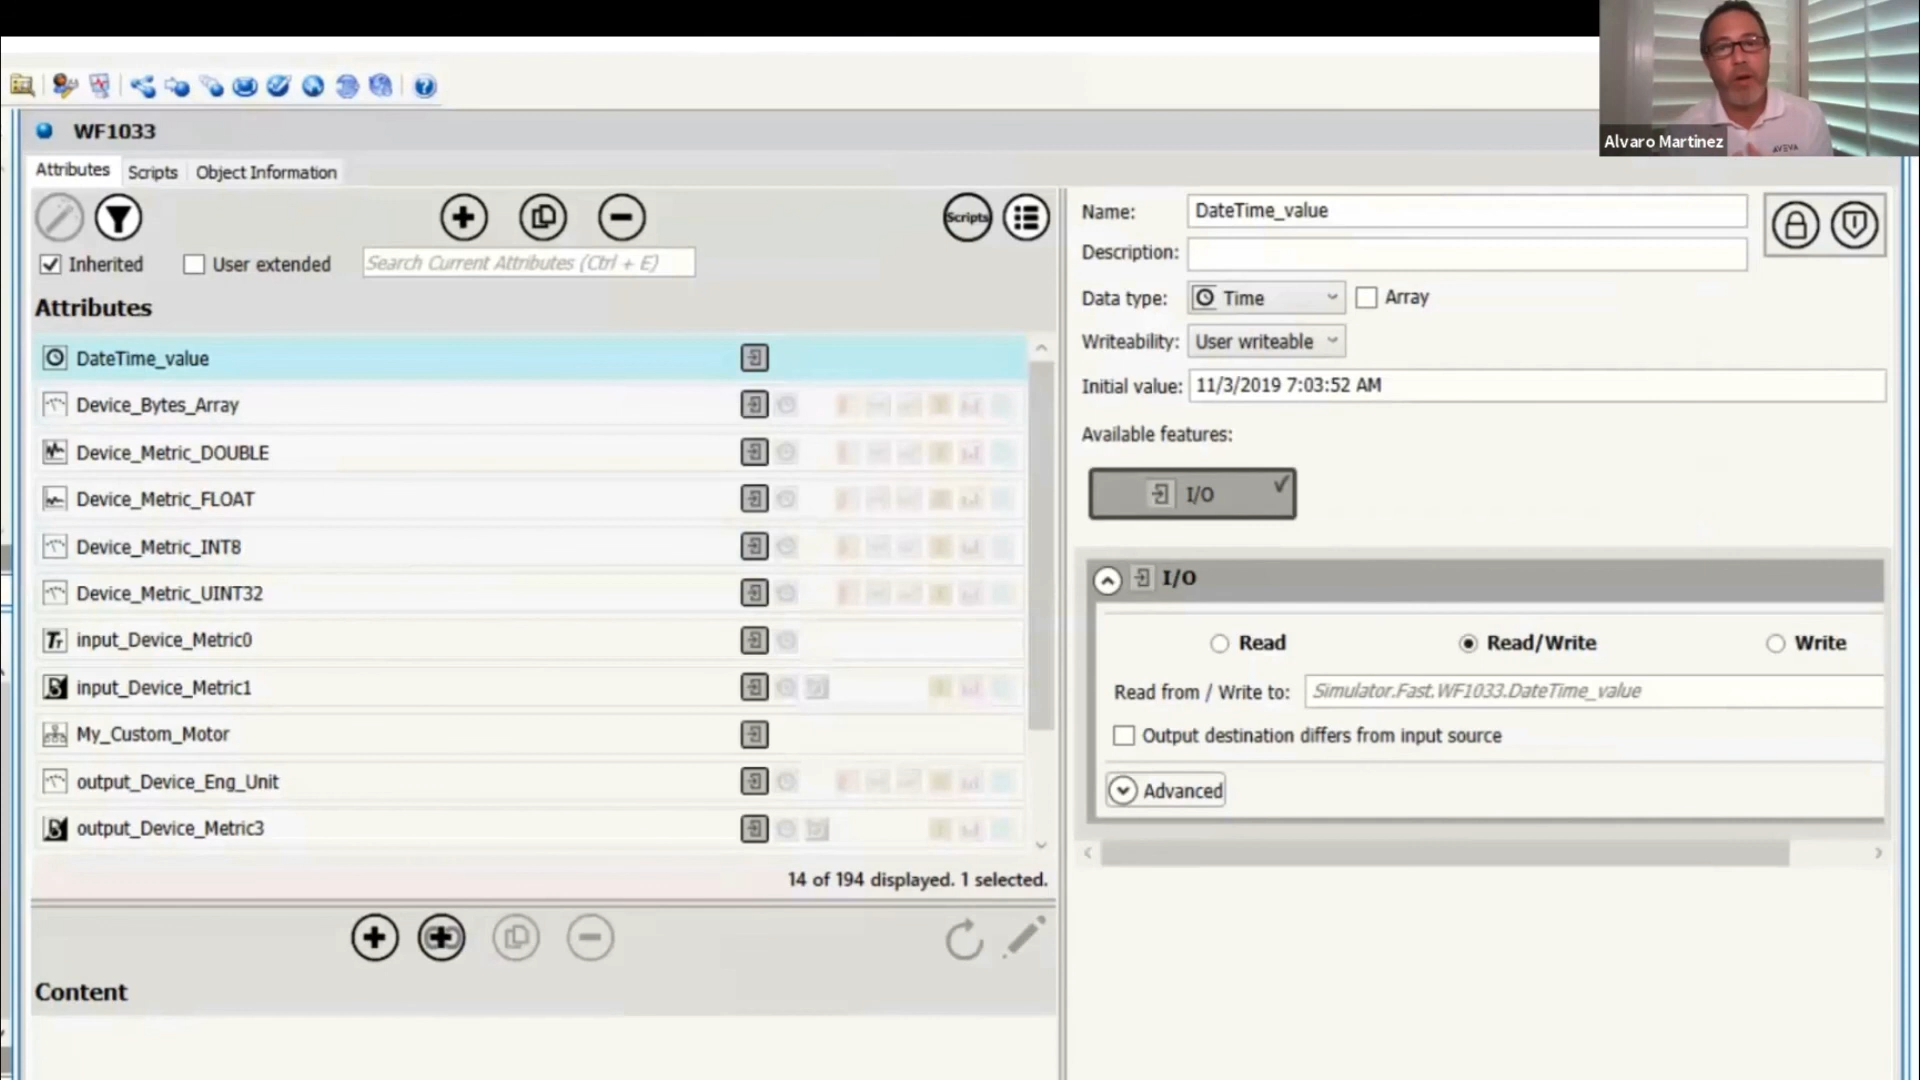 WF1033
Attributes Scripts Object Information
Scripts
Inherited User extended Search Current Attributes (Ctrl + E)
Attributes
DateTime_value
Device_Bytes_Array
Device_Metric_DOUBLE
Device_Metric_FLOAT
Device_Metric_INT8
Device_Metric_UINT32
input_Device_Metric0
input_Device_Metric1
My_Custom_Motor
output_Device_Eng_Unit
output_Device_Metric3
14 of 194 displayed. 1 selected.
Content
Name: DateTime_value
Description:
Data type: Time Array
Writeability: User writeable
Initial value: 11/3/2019 7:03:52 AM
Available features:
I/O
I/O
Read Read/Write Write
Read from / Write to: Simulator.Fast.WF1033.DateTime_value
Output destination differs from input source
Advanced
Alvaro Martinez
AVEVA